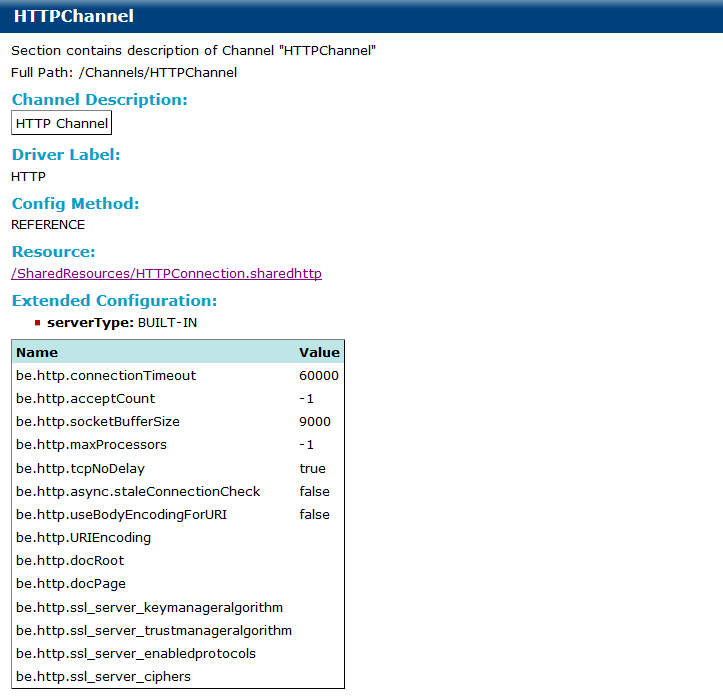 HTTPChannel
Section contains description of Channel "HTTPChannel"
Full Path: /Channels/HTTPChannel
Channel Description:
HTTP Channel
Driver Label:
HTTP
Config Method:
REFERENCE
Resource:
/SharedResources/HTTPConnection.sharedhttp
Extended Configuration:
serverType: BUILT-IN
Name Value
be.http.connectionTimeout 60000
be.http.acceptCount -1
be.http.socketBufferSize 9000
be.http.maxProcessors -1
be.http.tcpNoDelay true
be.http.async.staleConnectionCheck false
be.http.useBodyEncodingForURI false
be.http.URIEncoding
be.http.docRoot
be.http.docPage
be.http.ssl_server_keymanageralgorithm
be.http.ssl_server_trustmanageralgorithm
be.http.ssl_server_enabledprotocols
be.http.ssl_server_ciphers